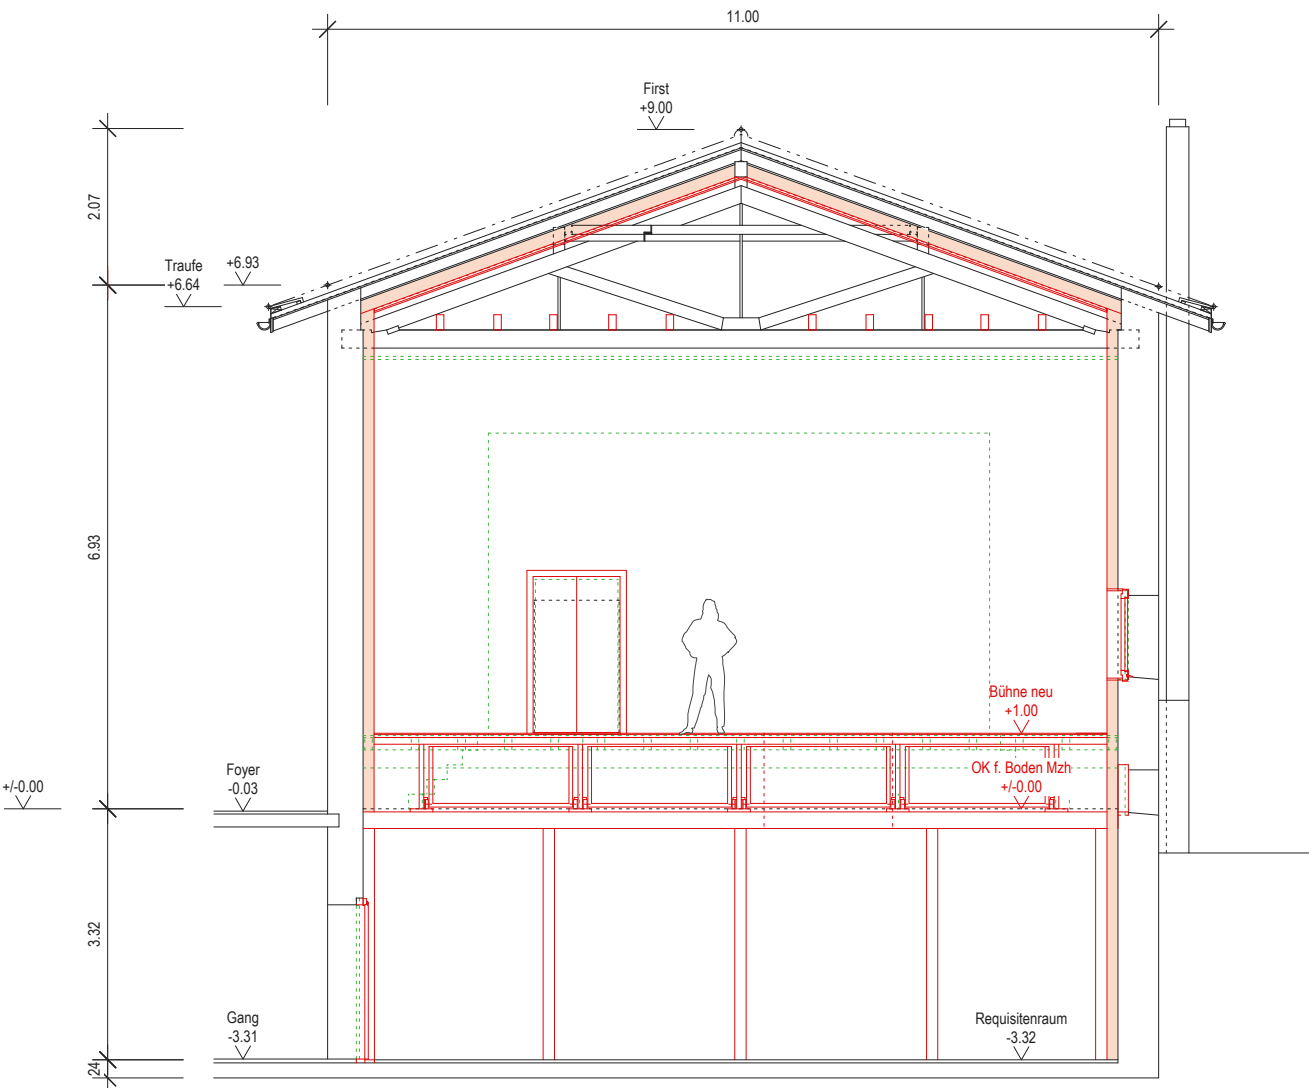 11.00
First
+9.00
2.07
Traufe
+6.64
+6.93
6.93
Bühne neu
+1.00
OK f. Boden Mzh
+/-0.00
Foyer
-0.03
+/-0.00
3.32
Gang
-3.31
Requisitenraum
-3.32
24